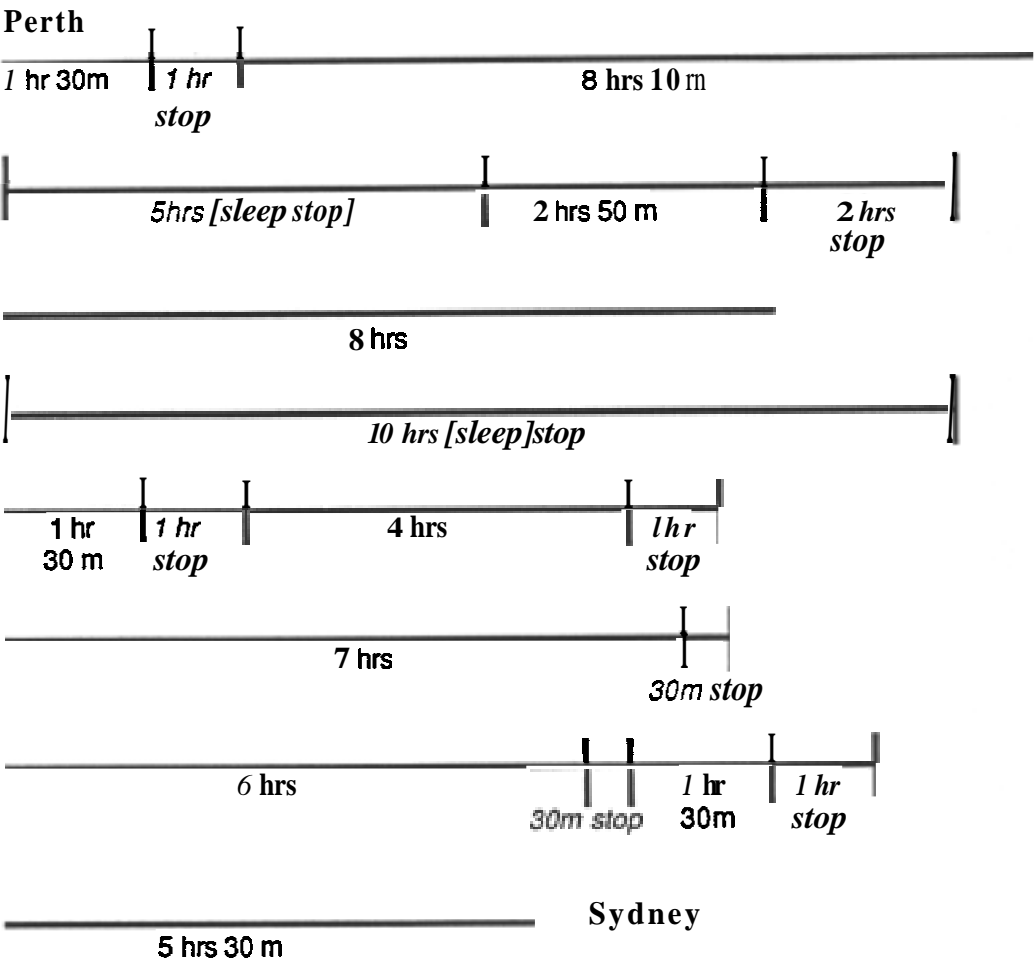 Perth
1 hr 30m 1 hr 8 hrs 10 m
stop
5hrs [sleep stop] 2 hrs 50 m 2 hrs
stop
8 hrs
10 hrs [sleep]stop
1 hr 1 hr 4 hrs 1hr
30 m stop stop
7 hrs
30m stop
6 hrs 1 hr 1 hr
30m stop 30m stop
Sydney
5 hrs 30 m